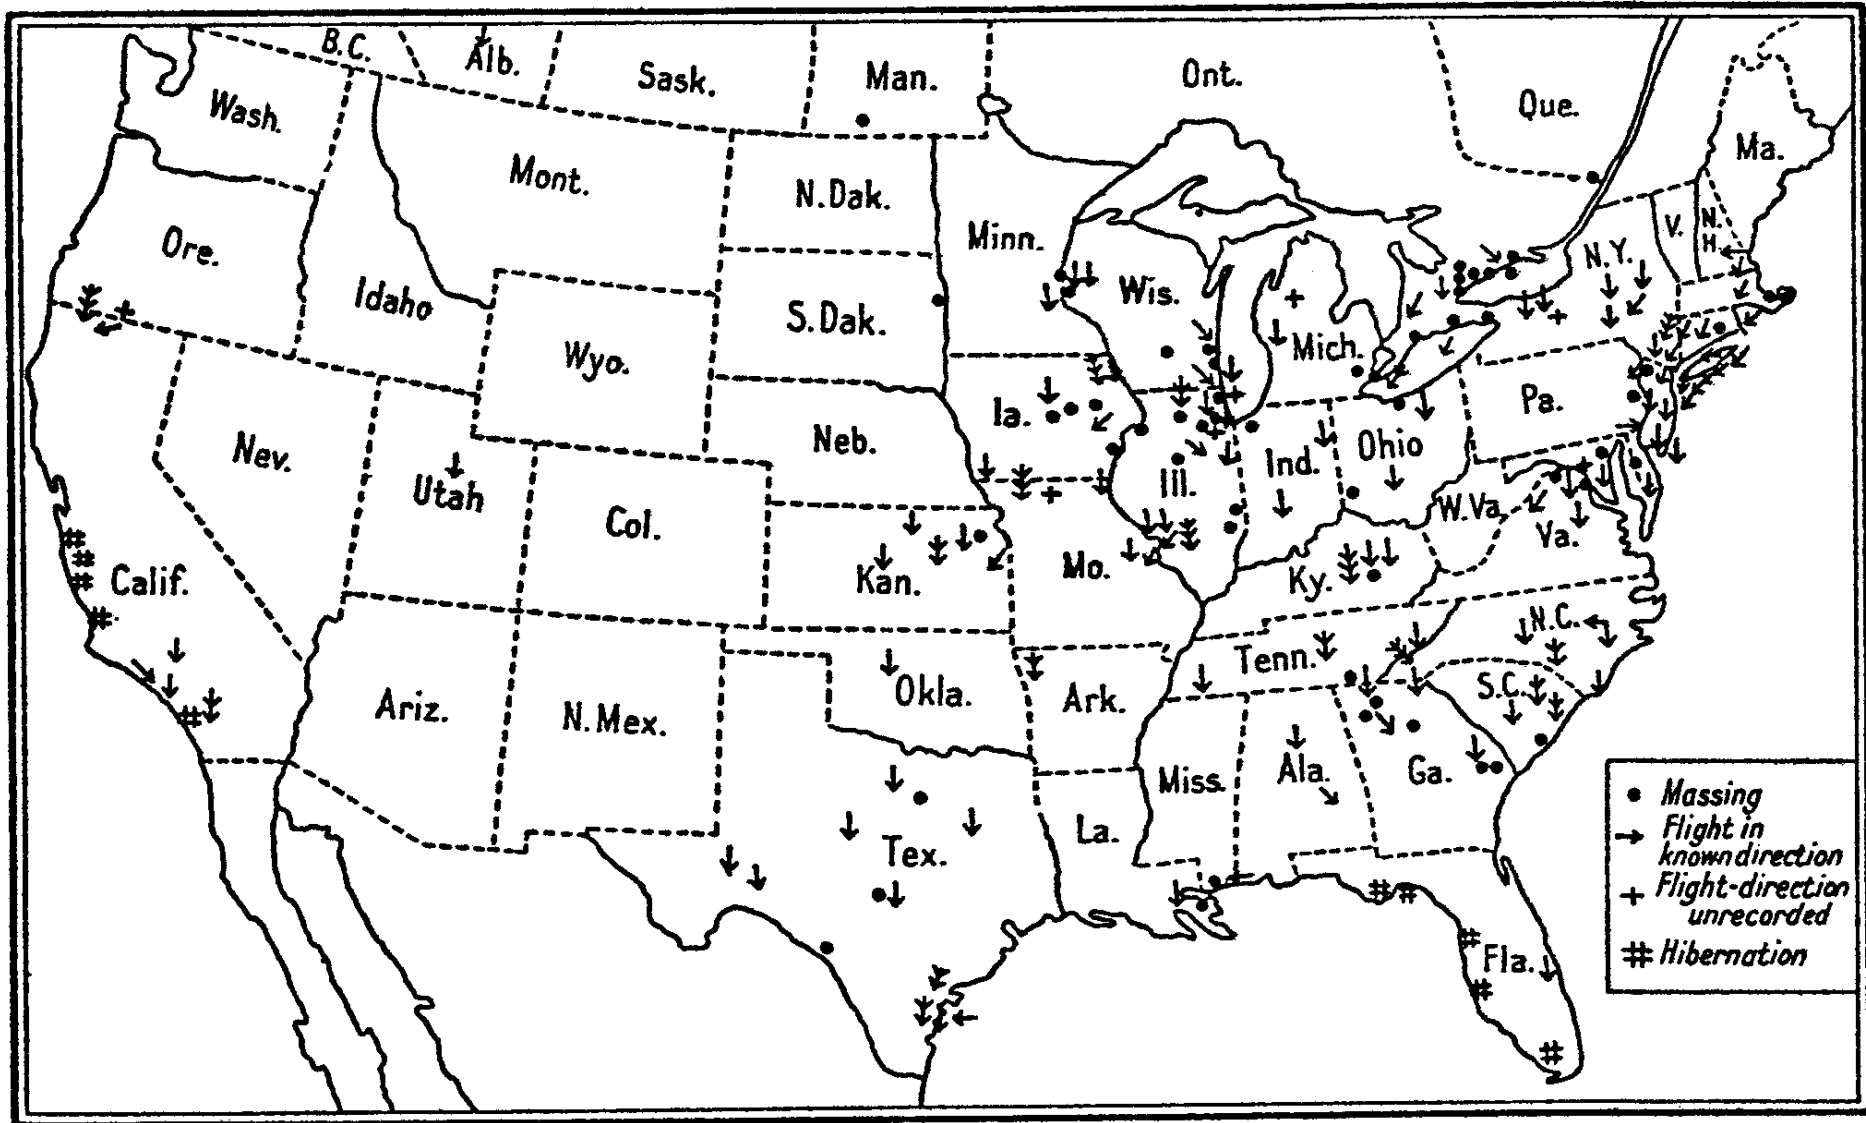 B.C.
Alb.
Sask.
Man.
Ont.
Que.
Wash.
Ma.
Mont.
N.Dak.
Minn.
Ore.
Idaho
Wis.
N.Y.
V.
N.
H.
S.Dak.
Wyo.
Mich.
Ia.
Pa.
Nev.
Utah
Neb.
Ill.
Ind.
Ohio
W.Va.
Va.
Col.
Calif.
Kan.
Mo.
Ky.
N.C.
Tenn.
S.C.
Ariz.
N.Mex.
Okla.
Ark.
Miss.
Ala.
Ga.
Tex.
La.
Fla.
Massing
Flight in
known direction
Flight-direction
unrecorded
Hibernation